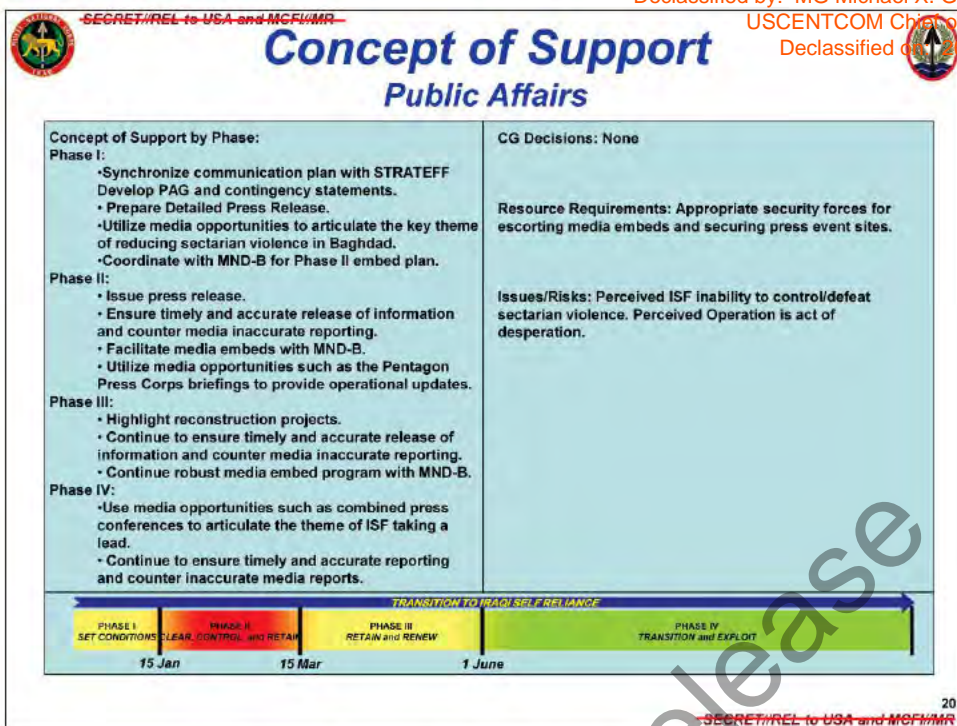 Declassified by: MG Michael X. G
USCENTCOM Chief o
Declassified on
SECRET//REL to USA and MCFI//MR
Concept of Support
Public Affairs
Concept of Support by Phase:
Phase I:
•Synchronize communication plan with STRATEFF
Develop PAG and contingency statements.
• Prepare Detailed Press Release.
•Utilize media opportunities to articulate the key theme
of reducing sectarian violence in Baghdad.
•Coordinate with MND-B for Phase II embed plan.
Phase II:
• Issue press release.
• Ensure timely and accurate release of information
and counter media inaccurate reporting.
• Facilitate media embeds with MND-B.
• Utilize media opportunities such as the Pentagon
Press Corps briefings to provide operational updates.
Phase III:
• Highlight reconstruction projects.
• Continue to ensure timely and accurate release of
information and counter media inaccurate reporting.
• Continue robust media embed program with MND-B.
Phase IV:
•Use media opportunities such as combined press
conferences to articulate the theme of ISF taking a
lead.
• Continue to ensure timely and accurate reporting
and counter inaccurate media reports.
CG Decisions: None
Resource Requirements: Appropriate security forces for
escorting media embeds and securing press event sites.
Issues/Risks: Perceived ISF inability to control/defeat
sectarian violence. Perceived Operation is act of
desperation.
TRANSITION TO IRAQI SELF RELIANCE
PHASE I
SET CONDITIONS
PHASE II
CLEAR, CONTROL, and RETAIN
PHASE III
RETAIN and RENEW
PHASE IV
TRANSITION and EXPLOIT
15 Jan
15 Mar
1 June
20
SECRET//REL to USA and MCFI//MR